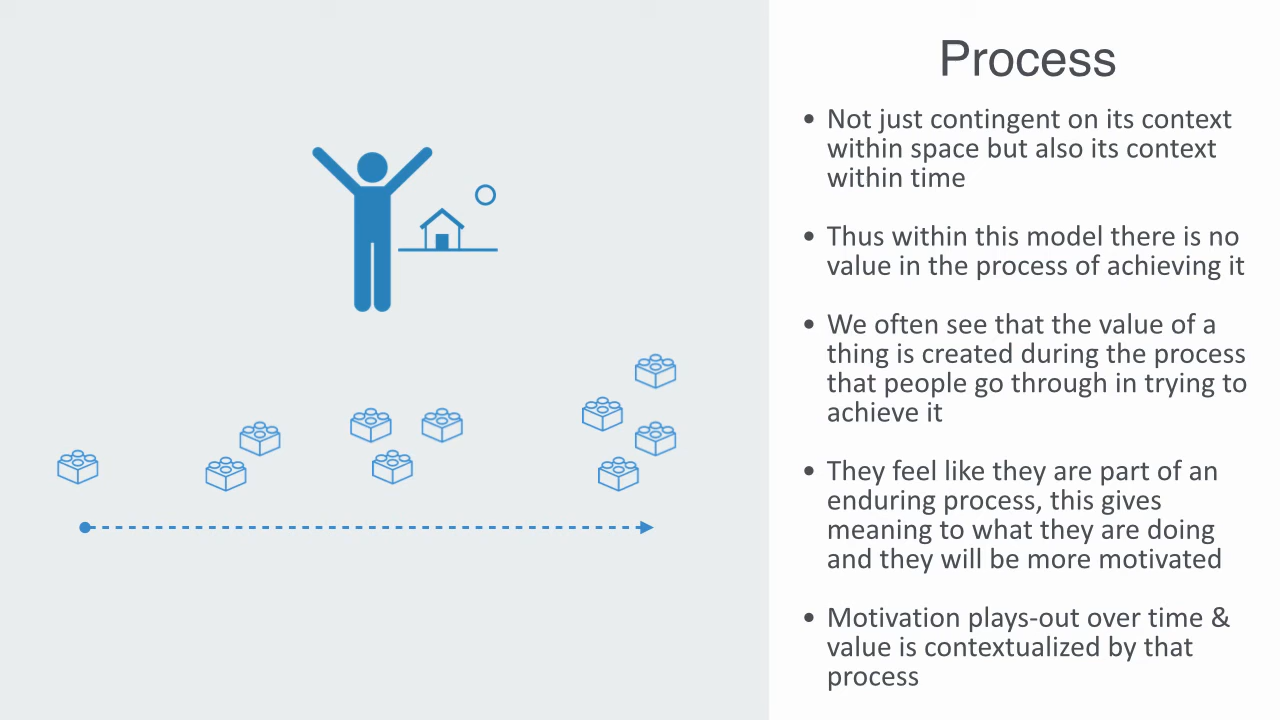 Process
• Not just contingent on its context
within space but also its context
within time
• Thus within this model there is no
value in the process of achieving it
• We often see that the value of a
thing is created during the process
that people go through in trying to
achieve it
• They feel like they are part of an
enduring process, this gives
meaning to what they are doing
and they will be more motivated
• Motivation plays-out over time &
value is contextualized by that
process